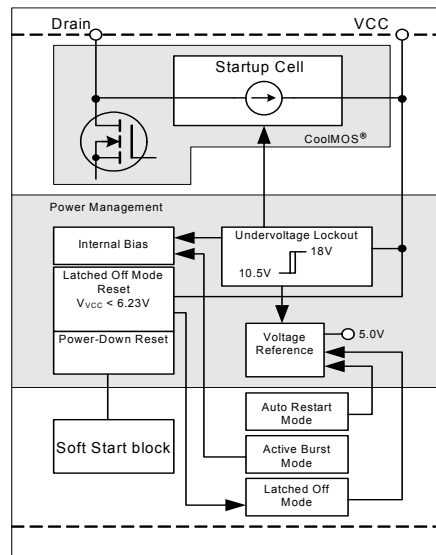 Drain
VCC
Startup Cell
CoolMOS®
Power Management
Internal Bias
Undervoltage Lockout
18V
10.5V
Latched Off Mode
Reset
VVCC < 6.23V
Power-Down Reset
Voltage
Reference
5.0V
Soft Start block
Auto Restart
Mode
Active Burst
Mode
Latched Off
Mode